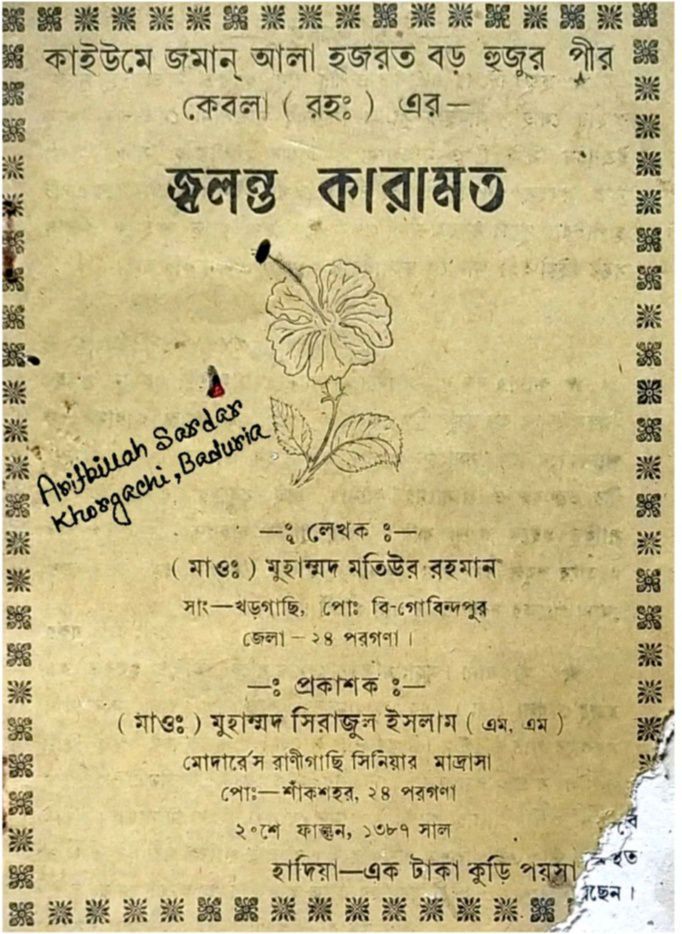 কাইউমে জমান্ আলা হজরত বড় হুজুর পীর
কেবলা ( রহঃ ) এর—
জ্বলন্ত কারামত
Arifbillah Sardar
Khorgachi, Baduria
—ঃ লেখক ঃ—
( মাওঃ ) মুহাম্মদ মতিউর রহমান
সাং—খড়গাছি, পোঃ বি-গোবিন্দপুর
জেলা – ২৪ পরগণা ।
—ঃ প্রকাশক ঃ—
( মাওঃ ) মুহাম্মদ সিরাজুল ইসলাম ( এম, এম )
মোদার্রেস রাণীগাছি সিনিয়ার মাদ্রাসা
পোঃ—শাঁকশহর, ২৪ পরগণা
২০শে ফাল্গুন, ১৩৮৭ সাল
হাদিয়া—এক টাকা কুড়ি পয়সা